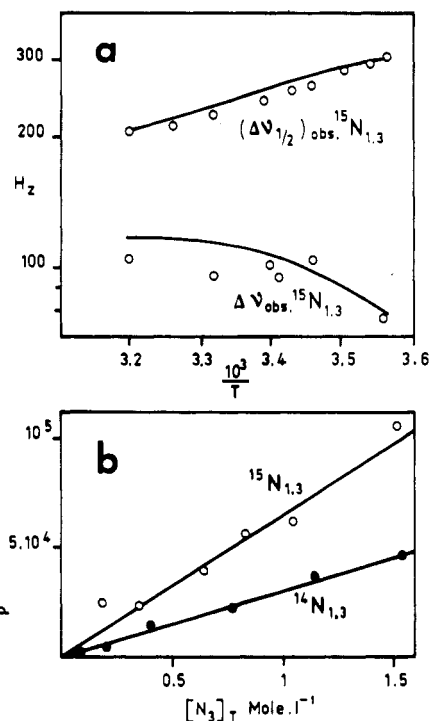 a
300
200
100
Hz
(Δν1/2)obs. 15N1,3
Δνobs. 15N1,3
3.2 3.3 3.4 3.5 3.6
10³/T
b
10⁵
5.10⁴
15N1,3
14N1,3
0.5 1 1.5
[N3]T Mole.l⁻¹